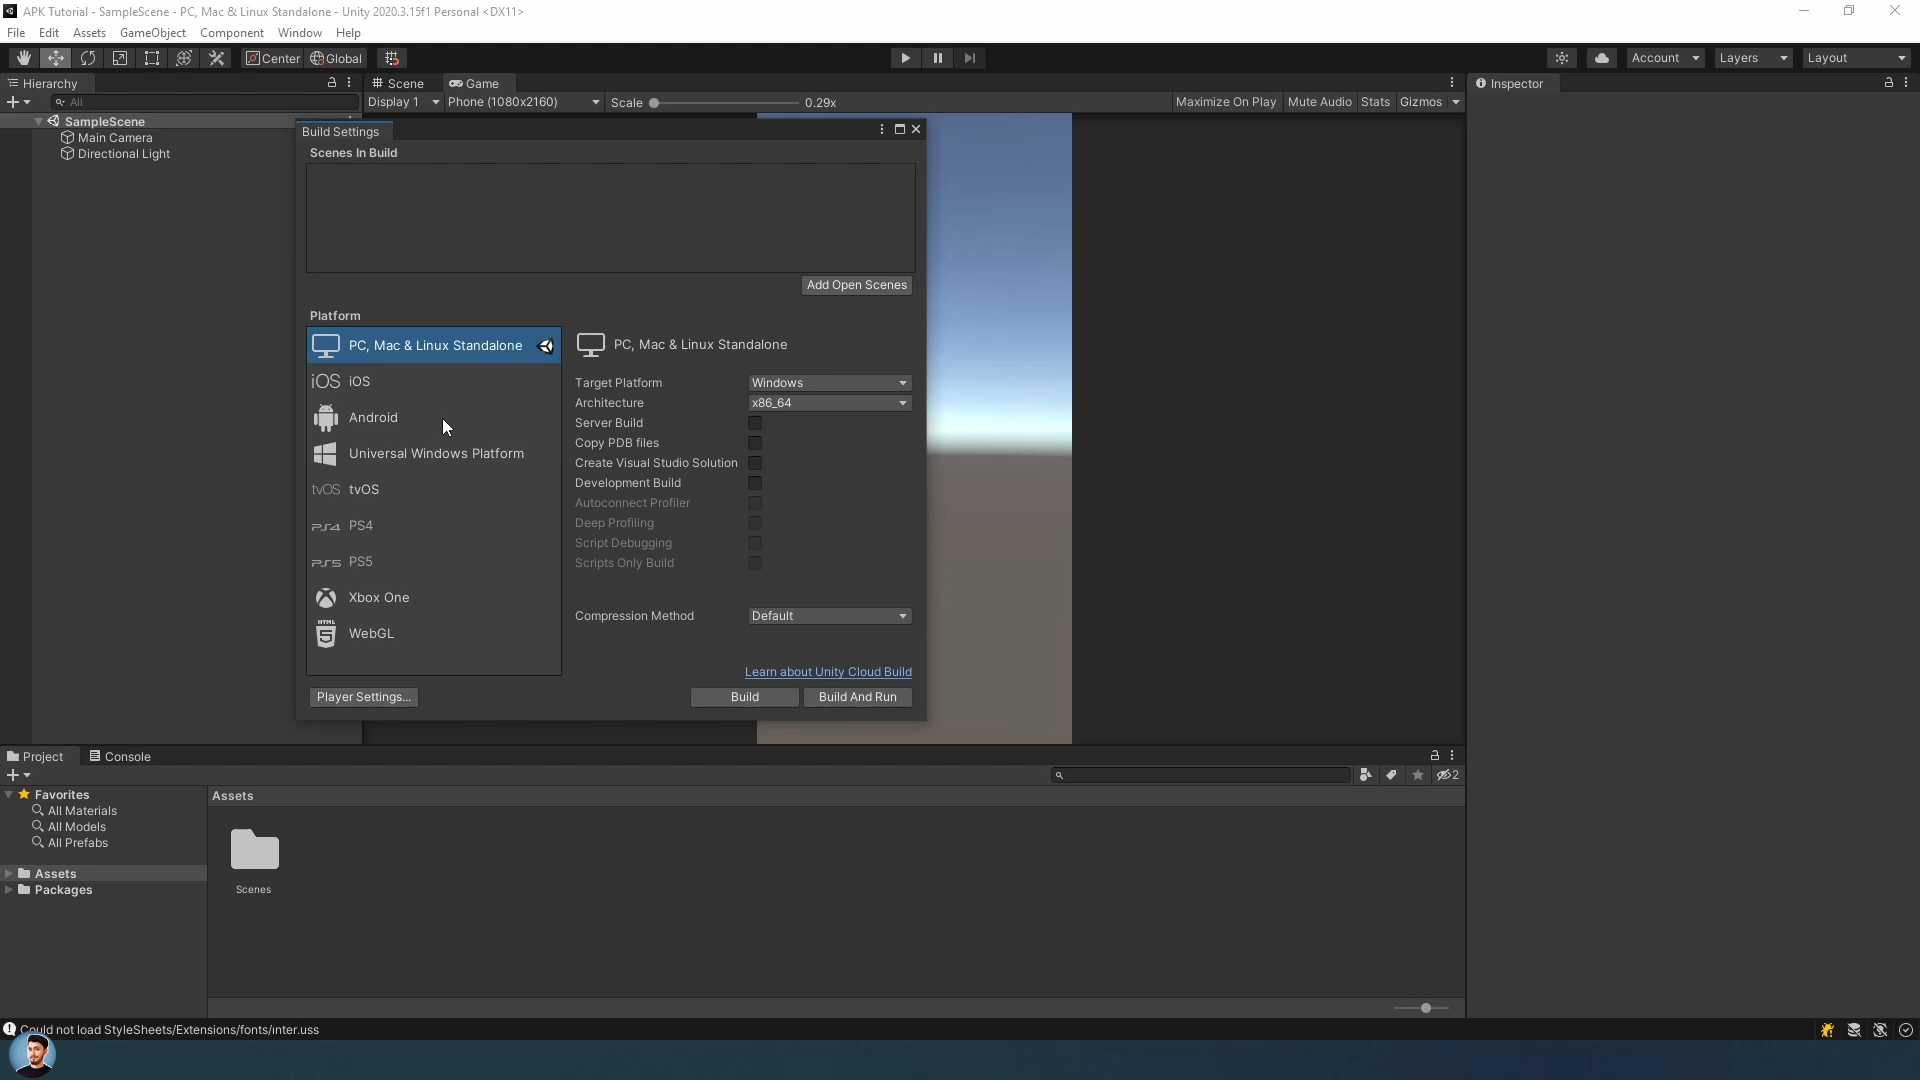 APK Tutorial - SampleScene - PC, Mac & Linux Standalone - Unity 2020.3.15f1 Personal <DX11>
File Edit Assets GameObject Component Window Help
Center Global Account Layers Layout
Hierarchy Scene Game Inspector
All Display 1 Phone (1080x2160) Scale 0.29x Maximize On Play Mute Audio Stats Gizmos
SampleScene
Main Camera
Directional Light
Build Settings
Scenes In Build
Add Open Scenes
Platform
PC, Mac & Linux Standalone
iOS iOS
Android
Universal Windows Platform
tvOS tvOS
PS4 PS4
PS5 PS5
Xbox One
HTML 5 WebGL
PC, Mac & Linux Standalone
Target Platform Windows
Architecture x86_64
Server Build
Copy PDB files
Create Visual Studio Solution
Development Build
Autoconnect Profiler
Deep Profiling
Script Debugging
Scripts Only Build
Compression Method Default
Learn about Unity Cloud Build
Player Settings... Build Build And Run
Project Console
2
Favorites
All Materials
All Models
All Prefabs
Assets
Packages
Assets
Scenes
Could not load StyleSheets/Extensions/fonts/inter.uss